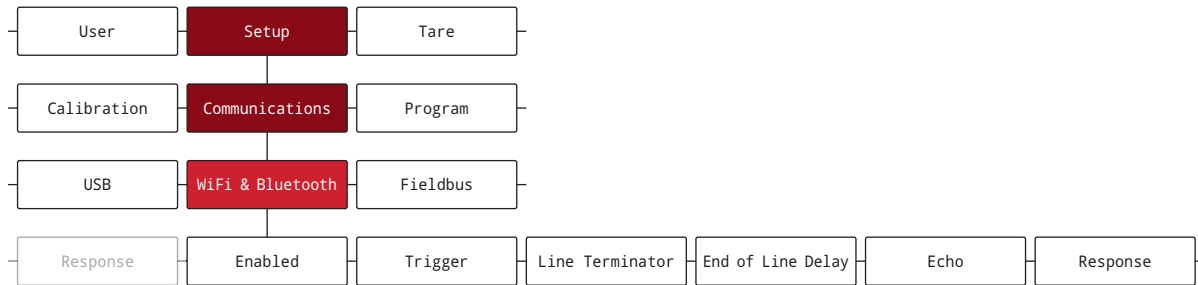 User Setup Tare
Calibration Communications Program
USB WiFi & Bluetooth Fieldbus
Response Enabled Trigger Line Terminator End of Line Delay Echo Response